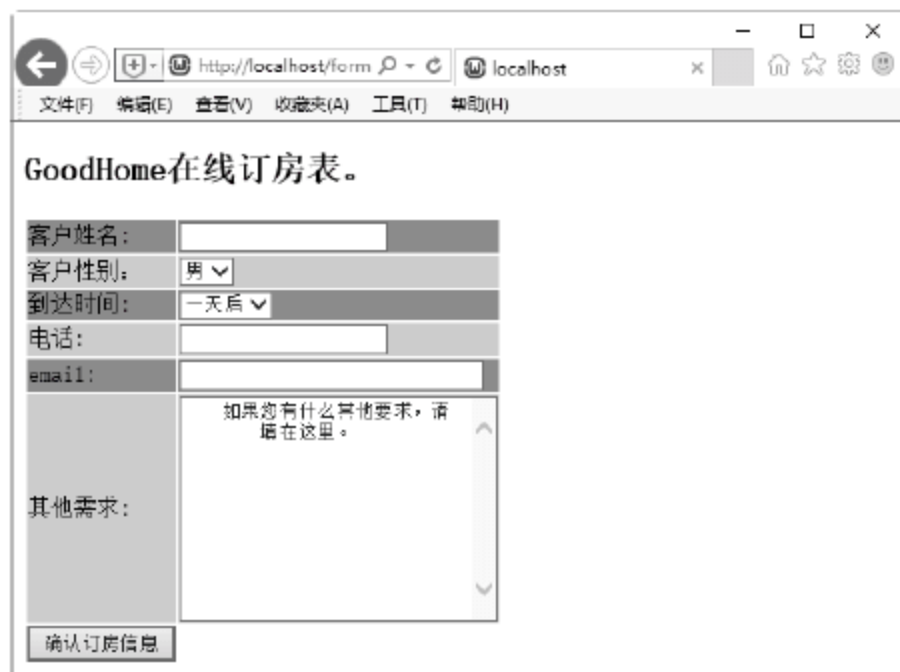 http://localhost/form
localhost
文件(F) 编辑(E) 查看(V) 收藏夹(A) 工具(T) 帮助(H)
GoodHome在线订房表。
客户姓名:
客户性别: 男
到达时间: 一天后
电话:
email:
如果您有什么其他要求，请
填在这里。
其他需求:
确认订房信息